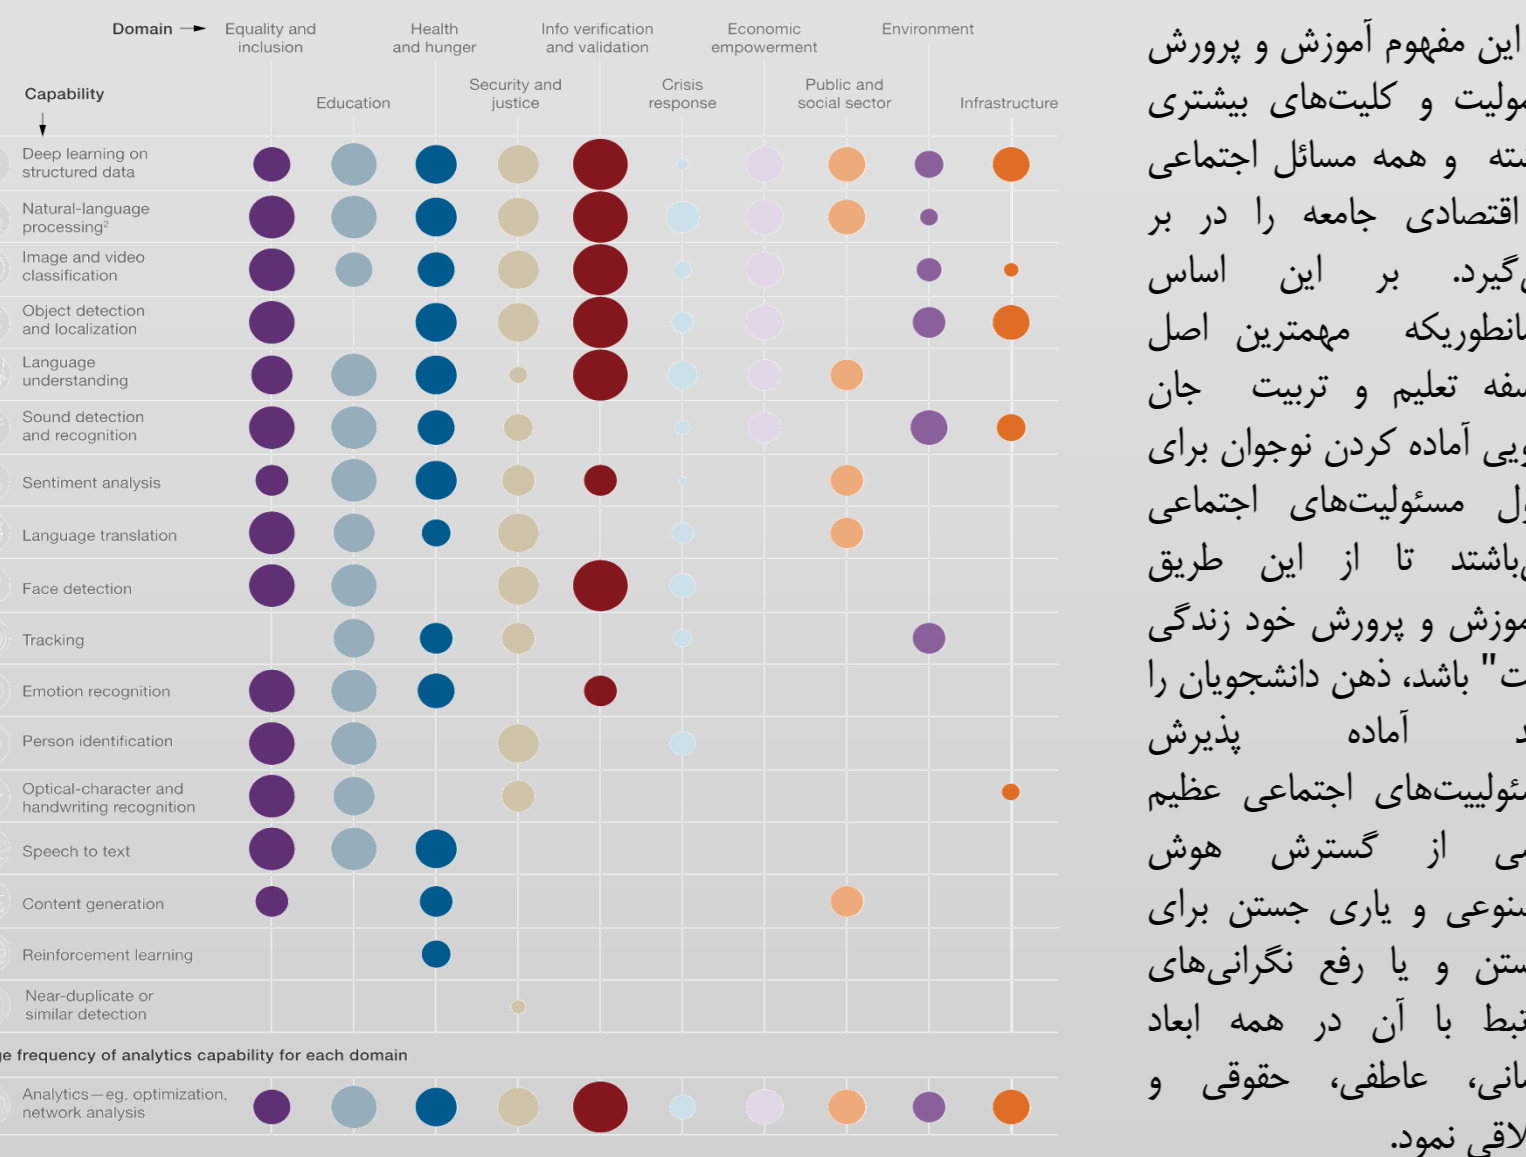 Domain
Equality and
inclusion
Health
and hunger
Info verification
and validation
Economic
empowerment
Environment
Capability
Education
Security and
justice
Crisis
response
Public and
social sector
Infrastructure
Deep learning on
structured data
Natural-language
processing²
Image and video
classification
Object detection
and localization
Language
understanding
Sound detection
and recognition
Sentiment analysis
Language translation
Face detection
Tracking
Emotion recognition
Person identification
Optical-character and
handwriting recognition
Speech to text
Content generation
Reinforcement learning
Near-duplicate or
similar detection
frequency of analytics capability for each domain
Analytics—eg, optimization,
network analysis
این مفهوم آموزش و پرورش
و کلیت‌های بیشتری
و همه مسائل اجتماعی
اقتصادی جامعه را در بر
گیرد. بر این اساس
مهمترین اصل
تعلیم و تربیت جان
آماده کردن نوجوان برای
مسئولیت‌های اجتماعی
باشتد تا از این طریق
و پرورش خود زندگی
" باشد، ذهن دانشجویان را
آماده پذیرش
اجتماعی عظیم
از گسترش هوش
و یاری جستن برای
و یا رفع نگرانی‌های
با آن در همه ابعاد
عاطفی، حقوقی و
نمود.